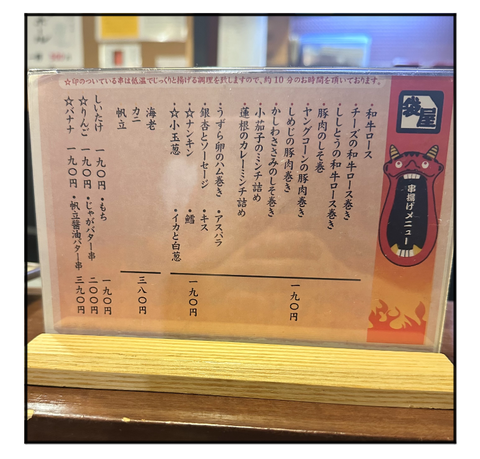 ☆印のついている串は低温でじっくりと揚げる調理を致しますので、約10分のお時間を頂いております。
串揚げメニュー
・和牛ロース
・チーズの和牛ロース巻き
・ししとうの和牛ロース巻き
・豚肉のしそ巻き
・ヤングコーンの豚肉巻き
・しめじの豚肉巻き
・かしわささみのしそ巻き
・小茄子のミンチ詰め
・蓮根のカレーミンチ詰め
一九〇円
・うずら卵のハム巻き ・アスパラ
・銀杏とソーセージ ・キス
・☆ナンキン ・鱈
・☆小玉葱 ・イカと白葱
一九〇円
海老
カニ
帆立
三八〇円
しいたけ 一九〇円 ・もち 一九〇円
☆りんご 一九〇円 ・じゃがバター串 二〇〇円
☆バナナ 一九〇円 ・帆立醤油バター串 三九〇円